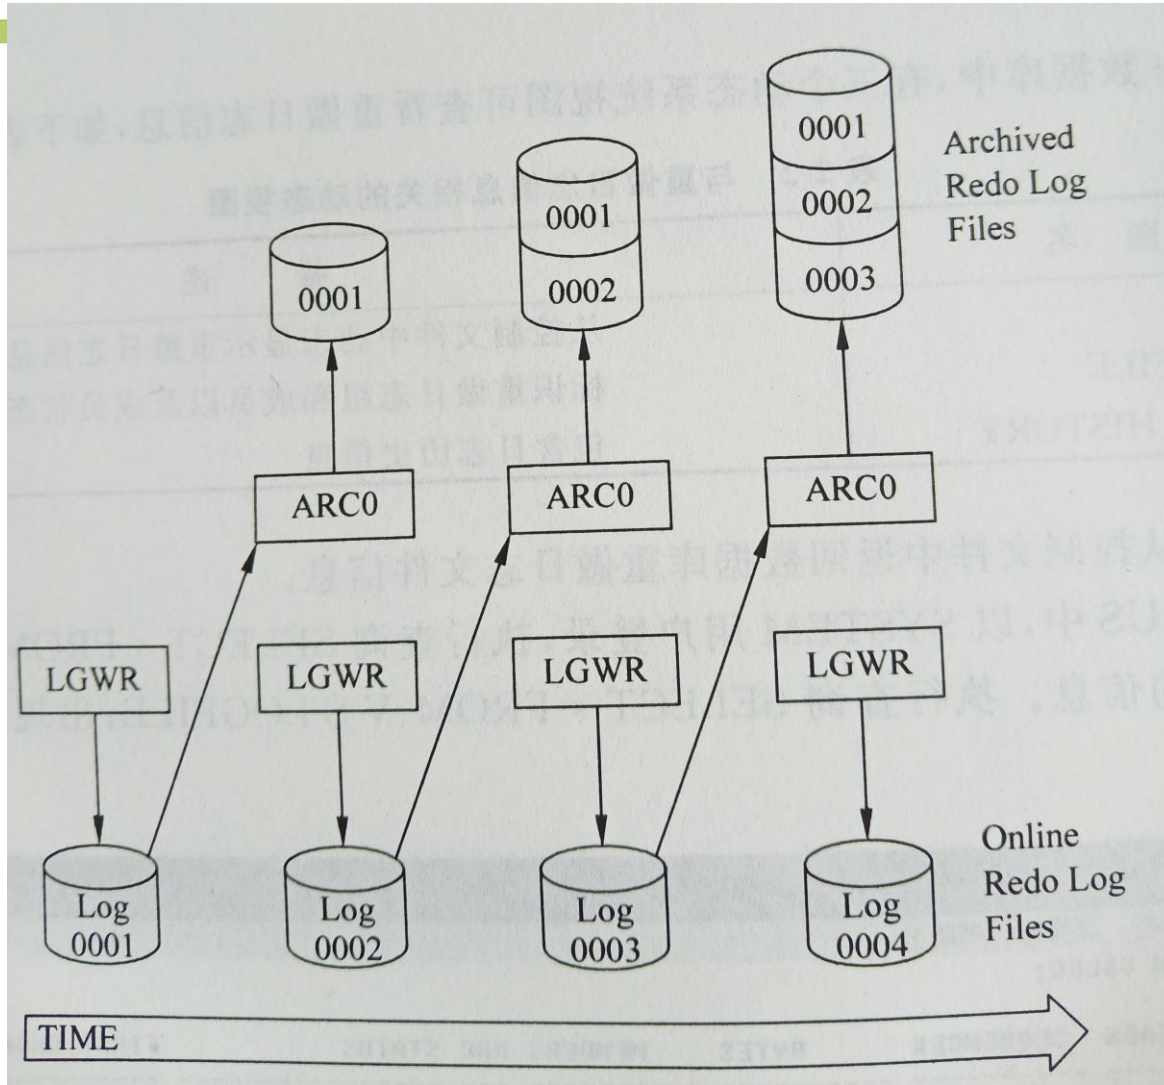 0001
0001
0002
0001
0002
0003
Archived
Redo Log
Files
ARC0
ARC0
ARC0
LGWR
LGWR
LGWR
LGWR
Log
0001
Log
0002
Log
0003
Log
0004
Online
Redo Log
Files
TIME